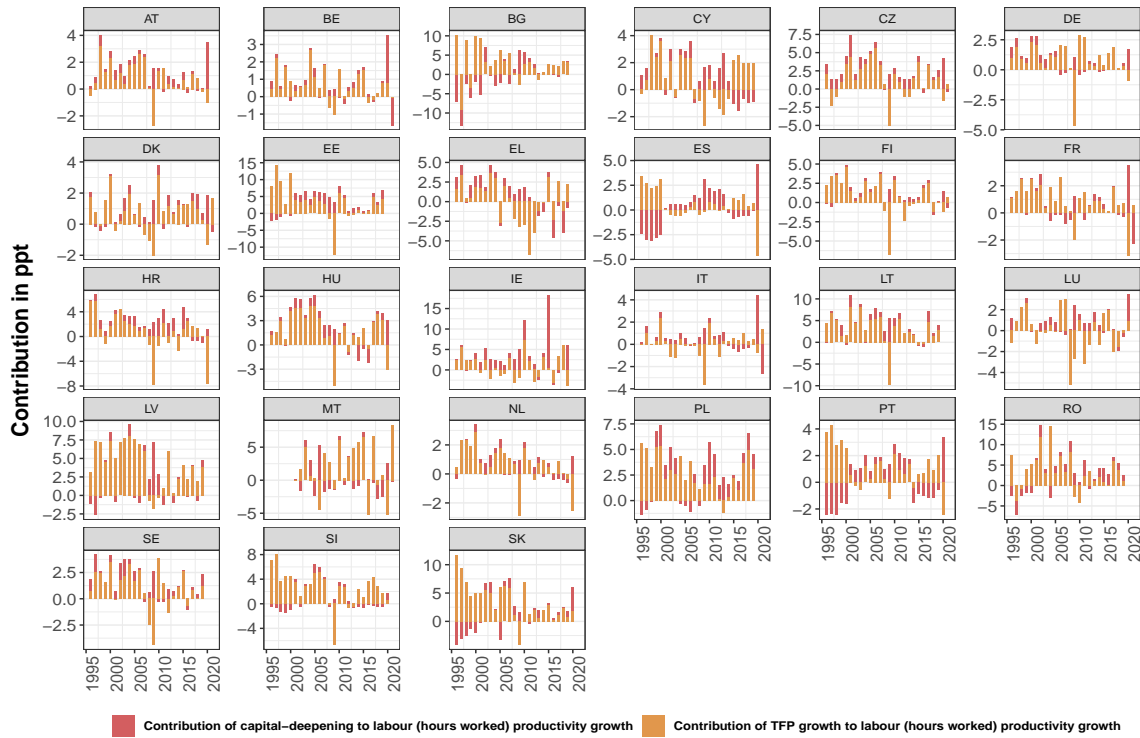 AT BE BG CY CZ DE
4 2 0 −2
3 2 1 0 −1
10 5 0 −5 −10
4 2 0 −2
7.5 5.0 2.5 0.0 −2.5 −5.0
2.5 0.0 −2.5 −5.0
DK EE EL ES FI FR
4 2 0 −2
15 10 5 0 −5 −10
5.0 2.5 0.0 −2.5 −5.0
5.0 2.5 0.0 −2.5 −5.0
5.0 2.5 0.0 −2.5 −5.0
2 0 −2
Contribution in ppt
HR HU IE IT LT LU
4 0 −4 −8
6 3 0 −3
15 10 5 0
4 2 0 −2 −4
10 5 0 −5 −10
2 0 −2 −4
LV MT NL PL PT RO
10.0 7.5 5.0 2.5 0.0 −2.5
5 0 −5
2 0 −2
7.5 5.0 2.5 0.0
4 2 0 −2
15 10 5 0 −5
SE SI SK
2.5 0.0 −2.5
8 4 0 −4
10 5 0
1995 2000 2005 2010 2015 2020
1995 2000 2005 2010 2015 2020
1995 2000 2005 2010 2015 2020
1995 2000 2005 2010 2015 2020
1995 2000 2005 2010 2015 2020
1995 2000 2005 2010 2015 2020
Contribution of capital−deepening to labour (hours worked) productivity growth
Contribution of TFP growth to labour (hours worked) productivity growth